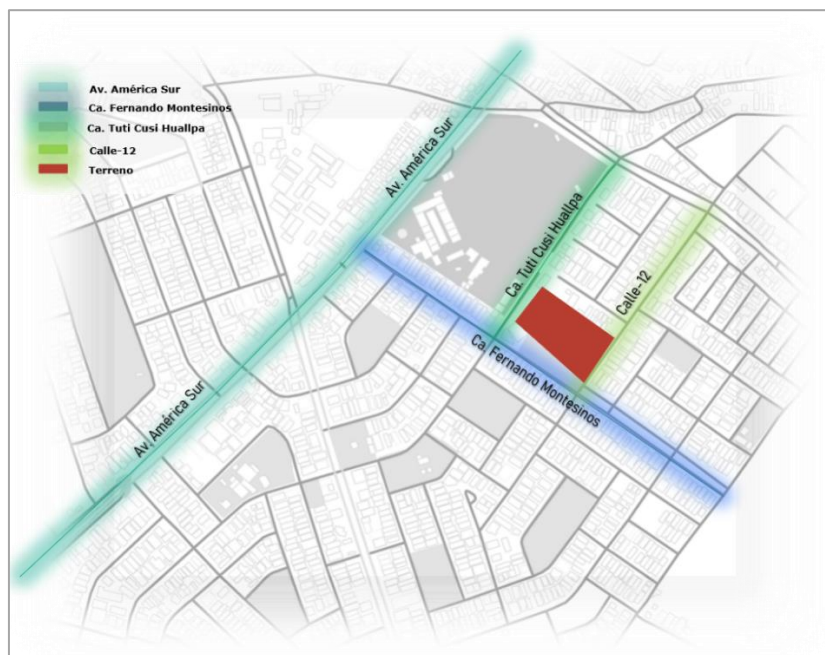 Av. América Sur
Ca. Fernando Montesinos
Ca. Tuti Cusi Huallpa
Calle-12
Terreno
Av. América Sur
Ca. Tuti Cusi Huallpa
Calle-12
Ca. Fernando Montesinos
Av. América Sur